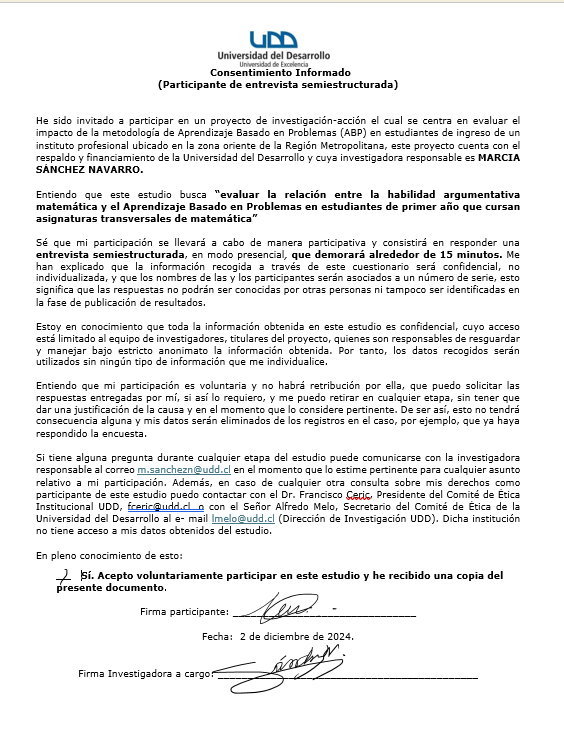 UDD
Universidad del Desarrollo
Universidad de Excelencia
Consentimiento Informado
(Participante de entrevista semiestructurada)
He sido invitado a participar en un proyecto de investigación-acción el cual se centra en evaluar el
impacto de la metodología de Aprendizaje Basado en Problemas (ABP) en estudiantes de ingreso de un
instituto profesional ubicado en la zona oriente de la Región Metropolitana, este proyecto cuenta con el
respaldo y financiamiento de la Universidad del Desarrollo y cuya investigadora responsable es MARCIA
SÁNCHEZ NAVARRO.
Entiendo que este estudio busca “evaluar la relación entre la habilidad argumentativa
matemática y el Aprendizaje Basado en Problemas en estudiantes de primer año que cursan
asignaturas transversales de matemática”
Sé que mi participación se llevará a cabo de manera participativa y consistirá en responder una
entrevista semiestructurada, en modo presencial, que demorará alrededor de 15 minutos. Me
han explicado que la información recogida a través de este cuestionario será confidencial, no
individualizada, y que los nombres de las y los participantes serán asociados a un número de serie, esto
significa que las respuestas no podrán ser conocidas por otras personas ni tampoco ser identificadas en
la fase de publicación de resultados.
Estoy en conocimiento que toda la información obtenida en este estudio es confidencial, cuyo acceso
está limitado al equipo de investigadores, titulares del proyecto, quienes son responsables de resguardar
y manejar bajo estricto anonimato la información obtenida. Por tanto, los datos recogidos serán
utilizados sin ningún tipo de información que me individualice.
Entiendo que mi participación es voluntaria y no habrá retribución por ella, que puedo solicitar las
respuestas entregadas por mí, si así lo requiero, y me puedo retirar en cualquier etapa, sin tener que
dar una justificación de la causa y en el momento que lo considere pertinente. De ser así, esto no tendrá
consecuencia alguna y mis datos serán eliminados de los registros en el caso, por ejemplo, que ya haya
respondido la encuesta.
Si tiene alguna pregunta durante cualquier etapa del estudio puede comunicarse con la investigadora
responsable al correo m.sanchezn@udd.cl en el momento que lo estime pertinente para cualquier asunto
relativo a mi participación. Además, en caso de cualquier otra consulta sobre mis derechos como
participante de este estudio puedo contactar con el Dr. Francisco Ceric, Presidente del Comité de Ética
Institucional UDD, fceric@udd.cl o con el Señor Alfredo Melo, Secretario del Comité de Ética de la
Universidad del Desarrollo al e- mail lmelo@udd.cl (Dirección de Investigación UDD). Dicha institución
no tiene acceso a mis datos obtenidos del estudio.
En pleno conocimiento de esto:
Sí. Acepto voluntariamente participar en este estudio y he recibido una copia del
presente documento.
Firma participante:
Fecha: 2 de diciembre de 2024.
Firma Investigadora a cargo: